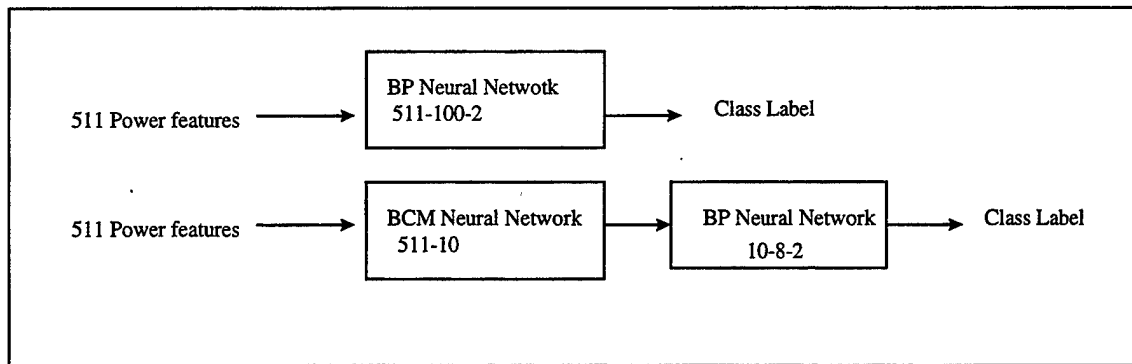 BP Neural Netwotk
511-100-2
511 Power features
Class Label
BCM Neural Network
511-10
511 Power features
BP Neural Network
10-8-2
Class Label